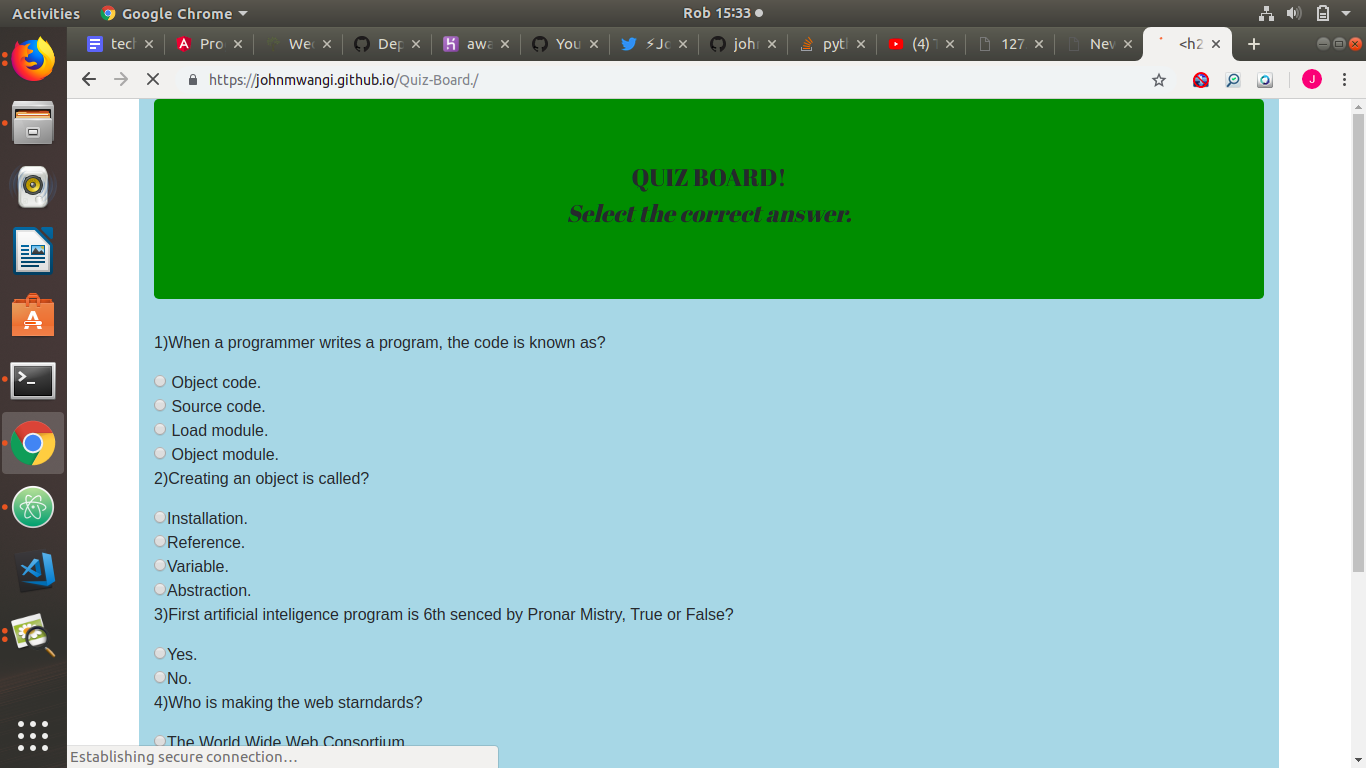 Activities Google Chrome Rob 15:33
tech Pro Wec Dep awa You ⚡Jo john pyth (4) T 127 New <h2
https://johnmwangi.github.io/Quiz-Board./ J
QUIZ BOARD!
Select the correct answer.
1)When a programmer writes a program, the code is known as?
Object code.
Source code.
Load module.
Object module.
2)Creating an object is called?
Installation.
Reference.
Variable.
Abstraction.
3)First artificial inteligence program is 6th senced by Pronar Mistry, True or False?
Yes.
No.
4)Who is making the web starndards?
The World Wide Web Consortium
Establishing secure connection…